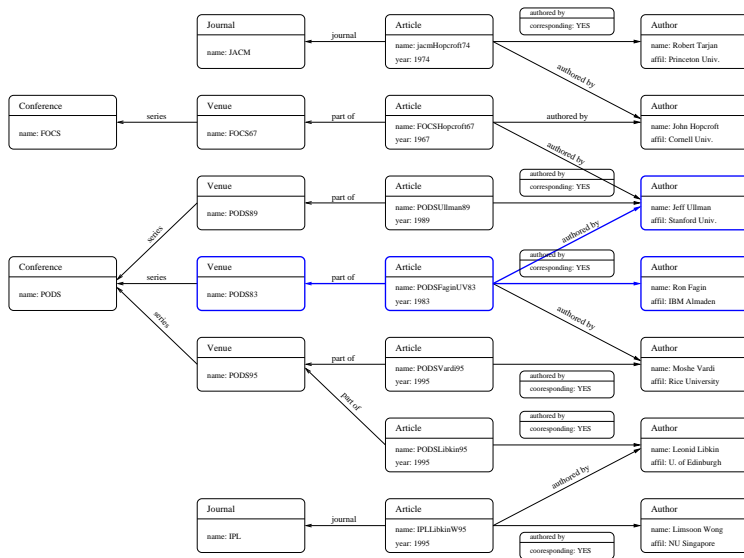 Journal
name: JACM
journal
Article
name: jacmHopcroft74
year: 1974
authored by
corresponding: YES
authored by
Author
name: Robert Tarjan
affil: Princeton Univ.
Conference
name: FOCS
series
Venue
name: FOCS67
part of
Article
name: FOCSHopcroft67
year: 1967
authored by
authored by
Author
name: John Hopcroft
affil: Cornell Univ.
Venue
name: PODS89
series
part of
Article
name: PODSUllman89
year: 1989
authored by
corresponding: YES
Author
name: Jeff Ullman
affil: Stanford Univ.
Conference
name: PODS
series
Venue
name: PODS83
part of
Article
name: PODSFaginUV83
year: 1983
authored by
authored by
corresponding: YES
authored by
Author
name: Ron Fagin
affil: IBM Almaden
series
Venue
name: PODS95
part of
part of
Article
name: PODSVardi95
year: 1995
authored by
cooresponding: YES
Author
name: Moshe Vardi
affil: Rice University
Article
name: PODSLibkin95
year: 1995
authored by
cooresponding: YES
Author
name: Leonid Libkin
affil: U. of Edinburgh
authored by
Journal
name: IPL
journal
Article
name: IPLLibkinW95
year: 1995
authored by
cooresponding: YES
Author
name: Limsoon Wong
affil: NU Singapore